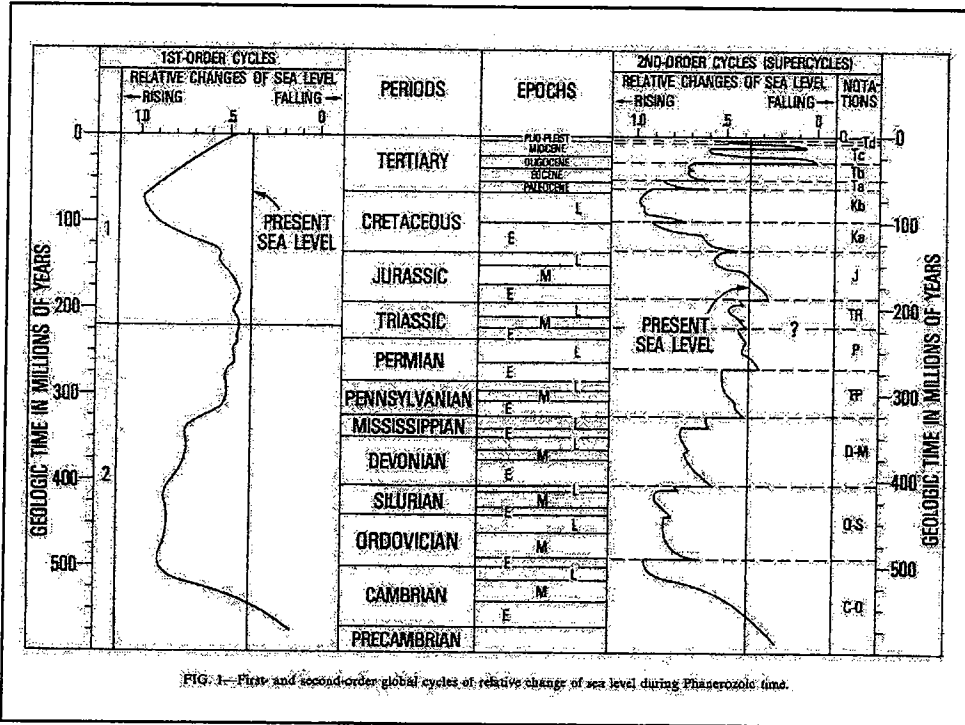 1ST-ORDER CYCLES
RELATIVE CHANGES OF SEA LEVEL
←RISING FALLING→
1.0 .5 0
PERIODS
EPOCHS
2ND-ORDER CYCLES (SUPERCYCLES)
RELATIVE CHANGES OF SEA LEVEL
←RISING FALLING→
1.0 .5 0
NOTA-
TIONS
GEOLOGIC TIME IN MILLIONS OF YEARS
0
100
200
300
400
500
1
2
PRESENT
SEA LEVEL
TERTIARY
CRETACEOUS
JURASSIC
TRIASSIC
PERMIAN
PENNSYLVANIAN
MISSISSIPPIAN
DEVONIAN
SILURIAN
ORDOVICIAN
CAMBRIAN
PRECAMBRIAN
PLIO-PLEIST
MIOCENE
OLIGOCENE
EOCENE
PALEOCENE
L
E
L
M
E
L
M
E
L
E
L
M
E
L
E
L
M
E
L
M
E
L
M
E
L
M
E
PRESENT
SEA LEVEL
?
Q
Td
Tc
Tb
Ta
Kb
Ka
J
TR
P
D-M
O-S
C-O
0
100
200
300
400
500
GEOLOGIC TIME IN MILLIONS OF YEARS
FIG. 1.—First- and second-order global cycles of relative change of sea level during Phanerozoic time.